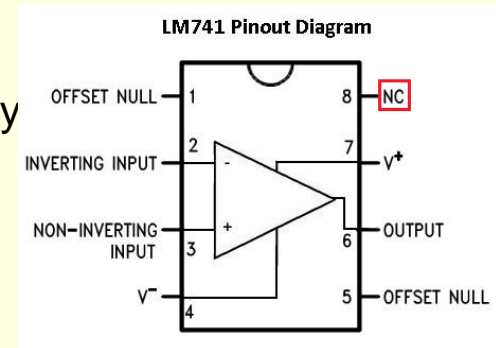 LM741 Pinout Diagram
y
OFFSET NULL 1
8 NC
2
INVERTING INPUT
-
7
V+
NON-INVERTING
INPUT
3
+
6
OUTPUT
V-
4
5 OFFSET NULL